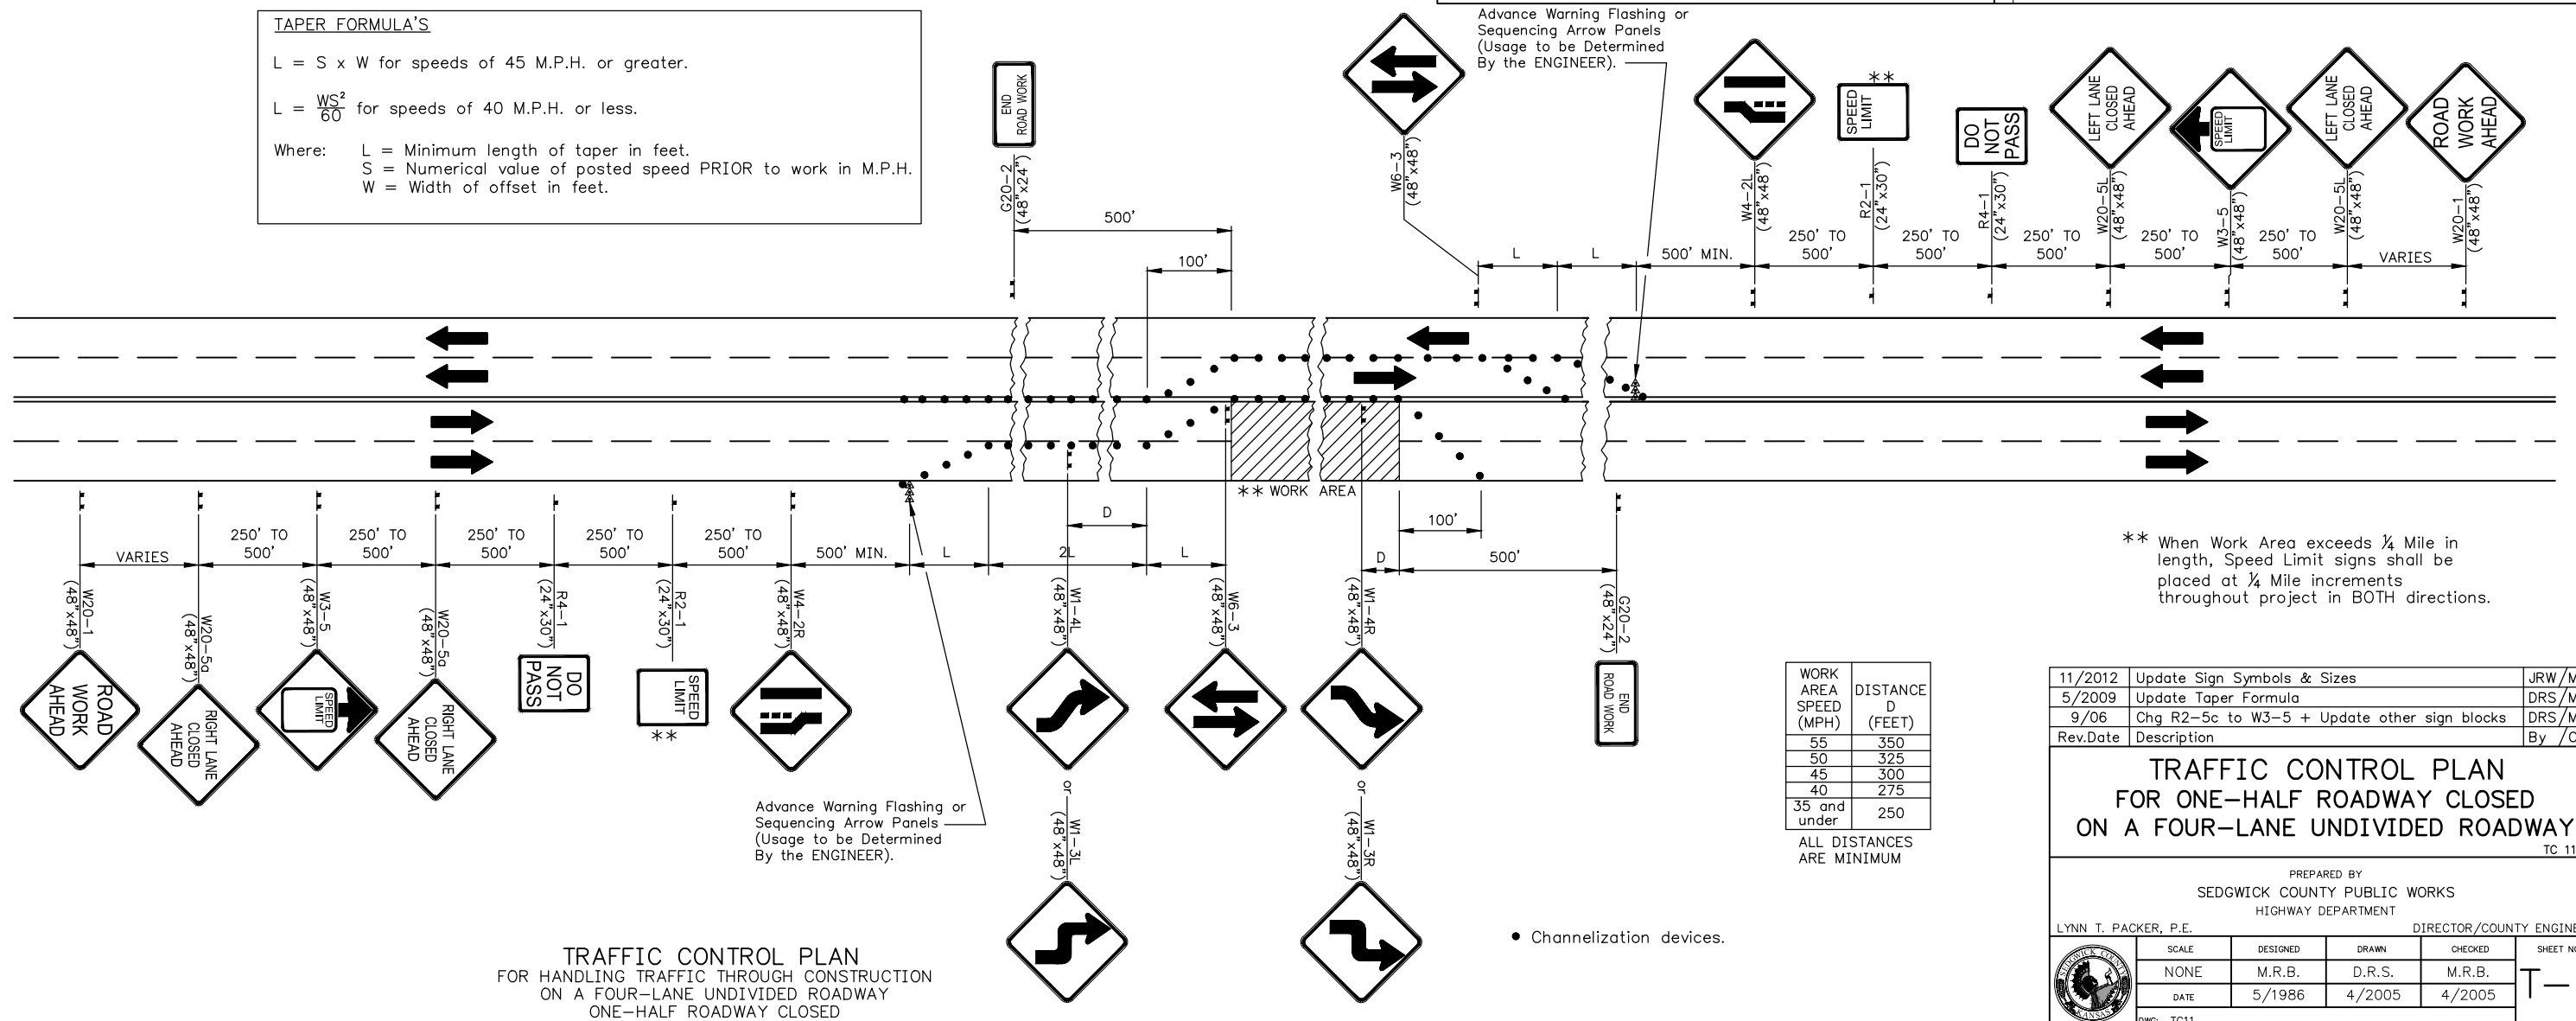 TAPER FORMULA'S
L = S x W for speeds of 45 M.P.H. or greater.
L = WS²/60 for speeds of 40 M.P.H. or less.
Where: L = Minimum length of taper in feet.
S = Numerical value of posted speed PRIOR to work in M.P.H.
W = Width of offset in feet.
END
ROAD WORK
G20-2
(48"x24")
500'
100'
W6-3
(48"x48")
Advance Warning Flashing or
Sequencing Arrow Panels
(Usage to be Determined
By the ENGINEER).
W4-2L
(48"x48")
**
SPEED
LIMIT
R2-1
(24"x30")
DO
NOT
PASS
R4-1
(24"x30")
LEFT LANE
CLOSED
AHEAD
W20-5L
(48"x48")
SPEED
LIMIT
W3-5
(48"x48")
LEFT LANE
CLOSED
AHEAD
W20-5L
(48"x48")
ROAD
WORK
AHEAD
W20-1
(48"x48")
L
L
500' MIN.
250' TO
500'
250' TO
500'
250' TO
500'
250' TO
500'
250' TO
500'
VARIES
** WORK AREA
VARIES
250' TO
500'
250' TO
500'
250' TO
500'
250' TO
500'
250' TO
500'
500' MIN.
L
2L
D
L
D
100'
500'
W20-1
(48"x48")
ROAD
WORK
AHEAD
W20-5a
(48"x48")
RIGHT LANE
CLOSED
AHEAD
W3-5
(48"x48")
SPEED
LIMIT
W20-5a
(48"x48")
RIGHT LANE
CLOSED
AHEAD
R4-1
(24"x30")
DO
NOT
PASS
R2-1
(24"x30")
SPEED
LIMIT
**
W4-2R
(48"x48")
W1-4L
(48"x48")
or
W1-3L
(48"x48")
W6-3
(48"x48")
W1-4R
(48"x48")
or
W1-3R
(48"x48")
G20-2
(48"x24")
END
ROAD WORK
Advance Warning Flashing or
Sequencing Arrow Panels
(Usage to be Determined
By the ENGINEER).
** When Work Area exceeds ¼ Mile in
length, Speed Limit signs shall be
placed at ¼ Mile increments
throughout project in BOTH directions.
WORK
AREA
SPEED
(MPH)
DISTANCE
D
(FEET)
55 350
50 325
45 300
40 275
35 and
under
250
ALL DISTANCES
ARE MINIMUM
• Channelization devices.
TRAFFIC CONTROL PLAN
FOR HANDLING TRAFFIC THROUGH CONSTRUCTION
ON A FOUR-LANE UNDIVIDED ROADWAY
ONE-HALF ROADWAY CLOSED
11/2012 Update Sign Symbols & Sizes JRW/M
5/2009 Update Taper Formula DRS/M
9/06 Chg R2-5c to W3-5 + Update other sign blocks DRS/M
Rev.Date Description By
TRAFFIC CONTROL PLAN
FOR ONE-HALF ROADWAY CLOSED
ON A FOUR-LANE UNDIVIDED ROADWAY
TC 11
PREPARED BY
SEDGWICK COUNTY PUBLIC WORKS
HIGHWAY DEPARTMENT
LYNN T. PACKER, P.E. DIRECTOR/COUNTY ENGINE
SEDGWICK COUNTY
KANSAS
SCALE DESIGNED DRAWN CHECKED SHEET NO
NONE M.R.B. D.R.S. M.R.B. T-
DATE 5/1986 4/2005 4/2005
DWG: TC11